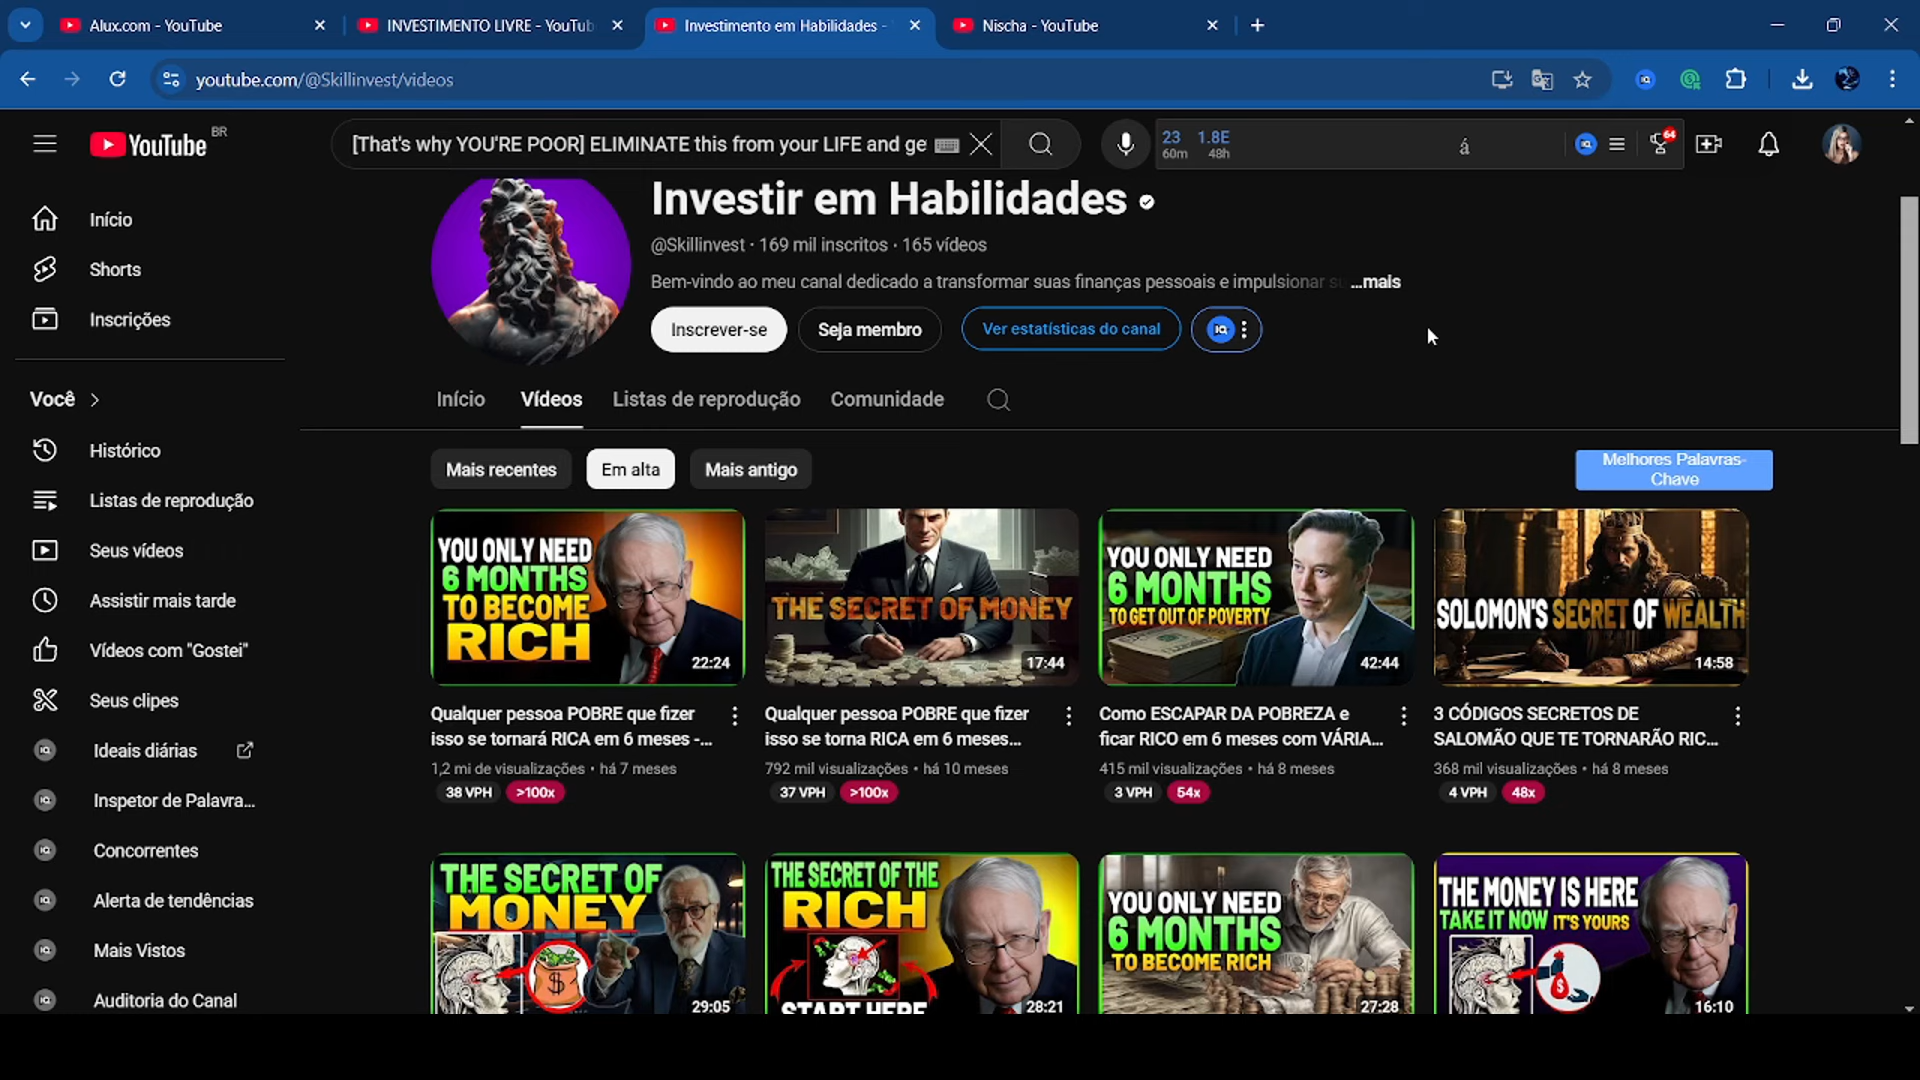 Alux.com - YouTube
INVESTIMENTO LIVRE - YouTub
Investimento em Habilidades -
Nischa - YouTube
youtube.com/@Skillinvest/videos
YouTube BR
[That's why YOU'RE POOR] ELIMINATE this from your LIFE and ge
23 1.8E
60m 48h
á
64
Início
Shorts
Inscrições
Você
Histórico
Listas de reprodução
Seus vídeos
Assistir mais tarde
Vídeos com "Gostei"
Seus clipes
Ideais diárias
Inspetor de Palavra...
Concorrentes
Alerta de tendências
Mais Vistos
Auditoria do Canal
Investir em Habilidades
@Skillinvest · 169 mil inscritos · 165 vídeos
Bem-vindo ao meu canal dedicado a transformar suas finanças pessoais e impulsionar su ...mais
Inscrever-se
Seja membro
Ver estatísticas do canal
Início
Vídeos
Listas de reprodução
Comunidade
Mais recentes
Em alta
Mais antigo
Melhores Palavras-
Chave
YOU ONLY NEED
6 MONTHS
TO BECOME
RICH
22:24
Qualquer pessoa POBRE que fizer
isso se tornará RICA em 6 meses -...
1,2 mi de visualizações · há 7 meses
38 VPH >100x
THE SECRET OF MONEY
17:44
Qualquer pessoa POBRE que fizer
isso se torna RICA em 6 meses...
792 mil visualizações · há 10 meses
37 VPH >100x
YOU ONLY NEED
6 MONTHS
TO GET OUT OF POVERTY
42:44
Como ESCAPAR DA POBREZA e
ficar RICO em 6 meses com VÁRIA...
415 mil visualizações · há 8 meses
3 VPH 54x
SOLOMON'S SECRET OF WEALTH
14:58
3 CÓDIGOS SECRETOS DE
SALOMÃO QUE TE TORNARÃO RIC...
368 mil visualizações · há 8 meses
4 VPH 48x
THE SECRET OF
MONEY
29:05
THE SECRET OF THE
RICH
START HERE
28:21
YOU ONLY NEED
6 MONTHS
TO BECOME RICH
27:28
THE MONEY IS HERE
TAKE IT NOW IT'S YOURS
16:10